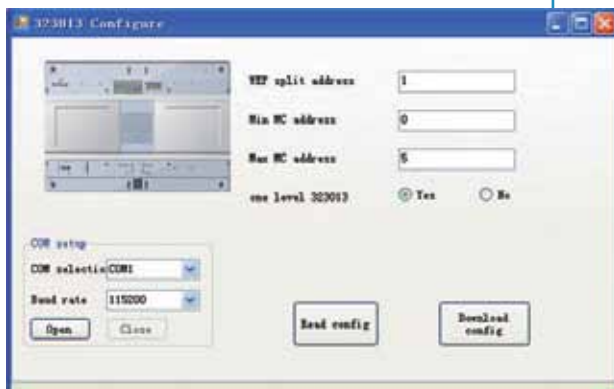 323013 Configure
VEF split address
1
Min MC address
0
Max MC address
5
one level 323013
Yes
No
COM setup
COM selectio
COM1
Baud rate
115200
Open
Close
Read config
Download
config